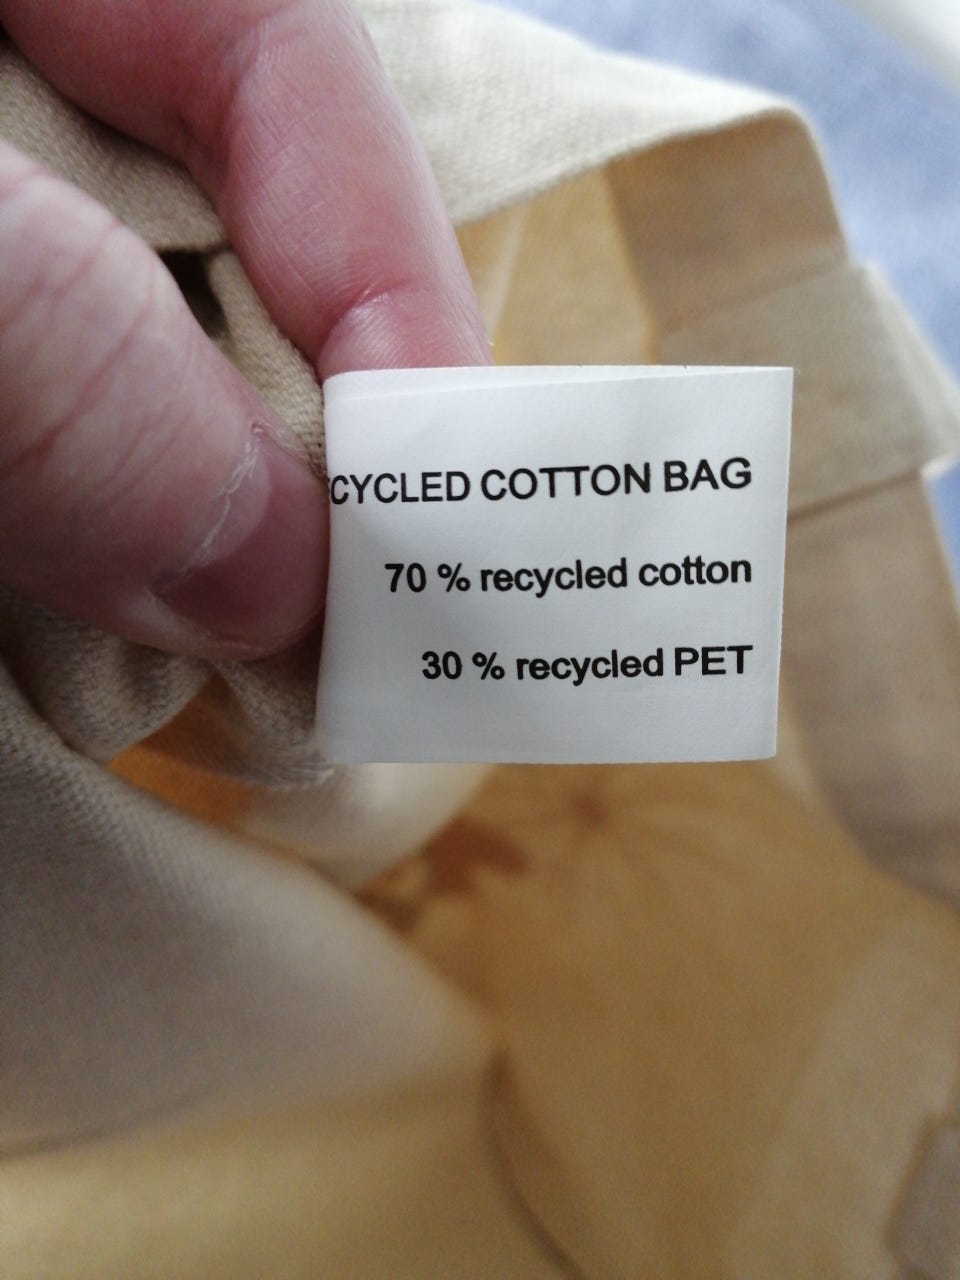 CYCLED COTTON BAG
70 % recycled cotton
30 % recycled PET